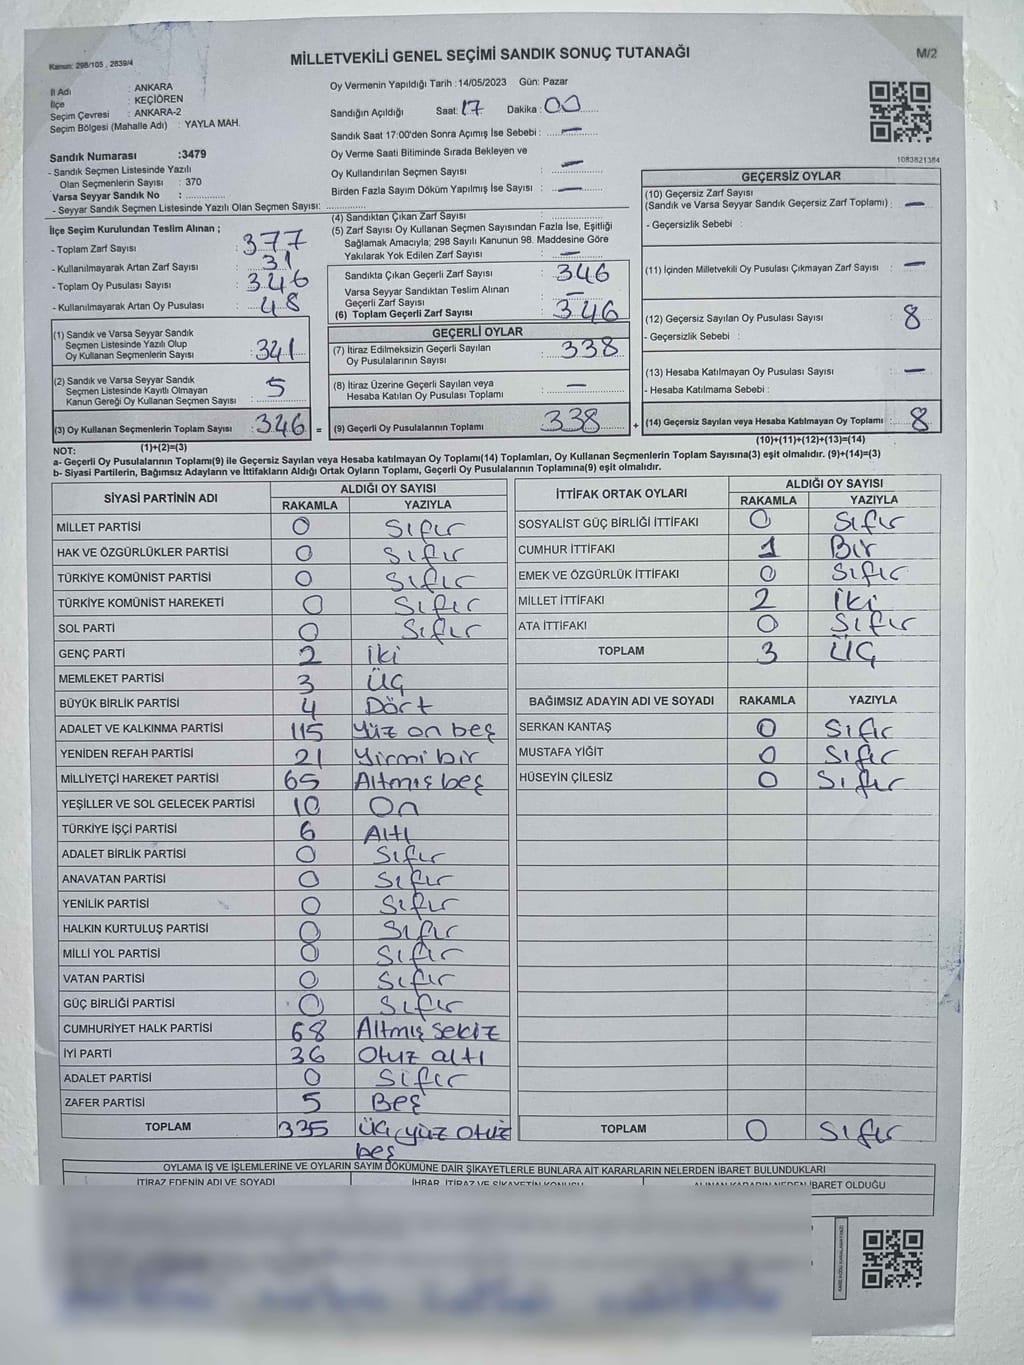 Kanun: 298/105 , 2839/4
MİLLETVEKİLİ GENEL SEÇİMİ SANDIK SONUÇ TUTANAĞI
M/2
İl Adı : ANKARA
İlçe : KEÇİÖREN
Seçim Çevresi : ANKARA-2
Seçim Bölgesi (Mahalle Adı) : YAYLA MAH.
Sandık Numarası :3479
- Sandık Seçmen Listesinde Yazılı
Olan Seçmenlerin Sayısı : 370
Varsa Seyyar Sandık No :
- Seyyar Sandık Seçmen Listesinde Yazılı Olan Seçmen Sayısı:
Oy Vermenin Yapıldığı Tarih :14/05/2023 Gün: Pazar
Sandığın Açıldığı Saat: 17 Dakika : 00
Sandık Saat 17:00'den Sonra Açımış İse Sebebi : —
Oy Verme Saati Bitiminde Sırada Bekleyen ve
Oy Kullandırılan Seçmen Sayısı : —
Birden Fazla Sayım Döküm Yapılmış İse Sayısı : —
1083821384
İlçe Seçim Kurulundan Teslim Alınan ;
- Toplam Zarf Sayısı : 377
- Kullanılmayarak Artan Zarf Sayısı : 31
- Toplam Oy Pusulası Sayısı : 346
- Kullanılmayarak Artan Oy Pusulası : 48
(1) Sandık ve Varsa Seyyar Sandık
Seçmen Listesinde Yazılı Olup
Oy Kullanan Seçmenlerin Sayısı : 341
(2) Sandık ve Varsa Seyyar Sandık
Seçmen Listesinde Kayıtlı Olmayan
Kanun Gereği Oy Kullanan Seçmen Sayısı : 5
(3) Oy Kullanan Seçmenlerin Toplam Sayısı : 346 =
(1)+(2)=(3)
(4) Sandıktan Çıkan Zarf Sayısı :
(5) Zarf Sayısı Oy Kullanan Seçmen Sayısından Fazla İse, Eşitliği
Sağlamak Amacıyla; 298 Sayılı Kanunun 98. Maddesine Göre
Yakılarak Yok Edilen Zarf Sayısı : —
Sandıkta Çıkan Geçerli Zarf Sayısı : 346
Varsa Seyyar Sandıktan Teslim Alınan
Geçerli Zarf Sayısı : —
(6) Toplam Geçerli Zarf Sayısı : 346
GEÇERLİ OYLAR
(7) İtiraz Edilmeksizin Geçerli Sayılan
Oy Pusulalarının Sayısı : 338
(8) İtiraz Üzerine Geçerli Sayılan veya
Hesaba Katılan Oy Pusulası Toplamı : —
(9) Geçerli Oy Pusulalarının Toplamı : 338 +
GEÇERSİZ OYLAR
(10) Geçersiz Zarf Sayısı
(Sandık ve Varsa Seyyar Sandık Geçersiz Zarf Toplamı) : —
- Geçersizlik Sebebi :
(11) İçinden Milletvekili Oy Pusulası Çıkmayan Zarf Sayısı : —
(12) Geçersiz Sayılan Oy Pusulası Sayısı : 8
- Geçersizlik Sebebi :
(13) Hesaba Katılmayan Oy Pusulası Sayısı : —
- Hesaba Katılmama Sebebi :
(14) Geçersiz Sayılan veya Hesaba Katılmayan Oy Toplamı : 8
(10)+(11)+(12)+(13)=(14)
NOT:
a- Geçerli Oy Pusulalarının Toplamı(9) ile Geçersiz Sayılan veya Hesaba katılmayan Oy Toplamı(14) Toplamları, Oy Kullanan Seçmenlerin Toplam Sayısına(3) eşit olmalıdır. (9)+(14)=(3)
b- Siyasi Partilerin, Bağımsız Adayların ve İttifakların Aldığı Ortak Oyların Toplamı, Geçerli Oy Pusulalarının Toplamına(9) eşit olmalıdır.
SİYASİ PARTİNİN ADI ALDIĞI OY SAYISI
RAKAMLA YAZIYLA
MİLLET PARTİSİ 0 Sıfır
HAK VE ÖZGÜRLÜKLER PARTİSİ 0 Sıfır
TÜRKİYE KOMÜNİST PARTİSİ 0 Sıfır
TÜRKİYE KOMÜNİST HAREKETİ 0 Sıfır
SOL PARTİ 0 Sıfır
GENÇ PARTİ 2 İki
MEMLEKET PARTİSİ 3 Üç
BÜYÜK BİRLİK PARTİSİ 4 Dört
ADALET VE KALKINMA PARTİSİ 115 Yüz on beş
YENİDEN REFAH PARTİSİ 21 Yirmi bir
MİLLİYETÇİ HAREKET PARTİSİ 65 Altmış beş
YEŞİLLER VE SOL GELECEK PARTİSİ 10 On
TÜRKİYE İŞÇİ PARTİSİ 6 Altı
ADALET BİRLİK PARTİSİ 0 Sıfır
ANAVATAN PARTİSİ 0 Sıfır
YENİLİK PARTİSİ 0 Sıfır
HALKIN KURTULUŞ PARTİSİ 0 Sıfır
MİLLİ YOL PARTİSİ 0 Sıfır
VATAN PARTİSİ 0 Sıfır
GÜÇ BİRLİĞİ PARTİSİ 0 Sıfır
CUMHURİYET HALK PARTİSİ 68 Altmış sekiz
İYİ PARTİ 36 Otuz altı
ADALET PARTİSİ 0 Sıfır
ZAFER PARTİSİ 5 Beş
TOPLAM 335 Üç yüz otuz
beş
İTTİFAK ORTAK OYLARI ALDIĞI OY SAYISI
RAKAMLA YAZIYLA
SOSYALİST GÜÇ BİRLİĞİ İTTİFAKI 0 Sıfır
CUMHUR İTTİFAKI 1 Bir
EMEK VE ÖZGÜRLÜK İTTİFAKI 0 Sıfır
MİLLET İTTİFAKI 2 İki
ATA İTTİFAKI 0 Sıfır
TOPLAM 3 Üç
BAĞIMSIZ ADAYIN ADI VE SOYADI RAKAMLA YAZIYLA
SERKAN KANTAŞ 0 Sıfır
MUSTAFA YİĞİT 0 Sıfır
HÜSEYİN ÇİLESİZ 0 Sıfır
TOPLAM 0 Sıfır
OYLAMA İŞ VE İŞLEMLERİNE VE OYLARIN SAYIM DÖKÜMÜNE DAİR ŞİKAYETLERLE BUNLARA AİT KARARLARIN NELERDEN İBARET BULUNDUKLARI
İTİRAZ EDENİN ADI VE SOYADI İHBAR, İTİRAZ VE ŞİKAYETİN KONUSU ALINAN KARARIN NEDEN İBARET OLDUĞU